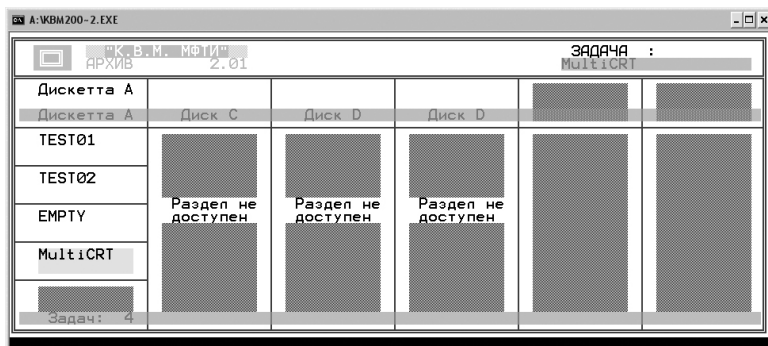 A:\KBM200~2.EXE
"К.В.М. МФТИ"
АРХИВ 2.01
ЗАДАЧА :
MultiCRT
Дискетта А
Дискетта А Диск C Диск D Диск D
TEST01
TEST02
EMPTY
MultiCRT
Раздел не доступен
Раздел не доступен
Раздел не доступен
Задач: 4